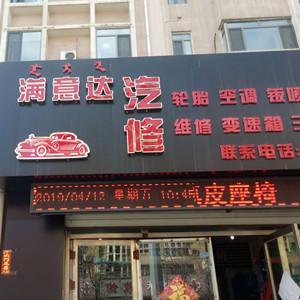 满意达汽修
轮胎 空调
维修 变速箱
联系电话:
2019/04/12 星期五 10:4
皮座椅